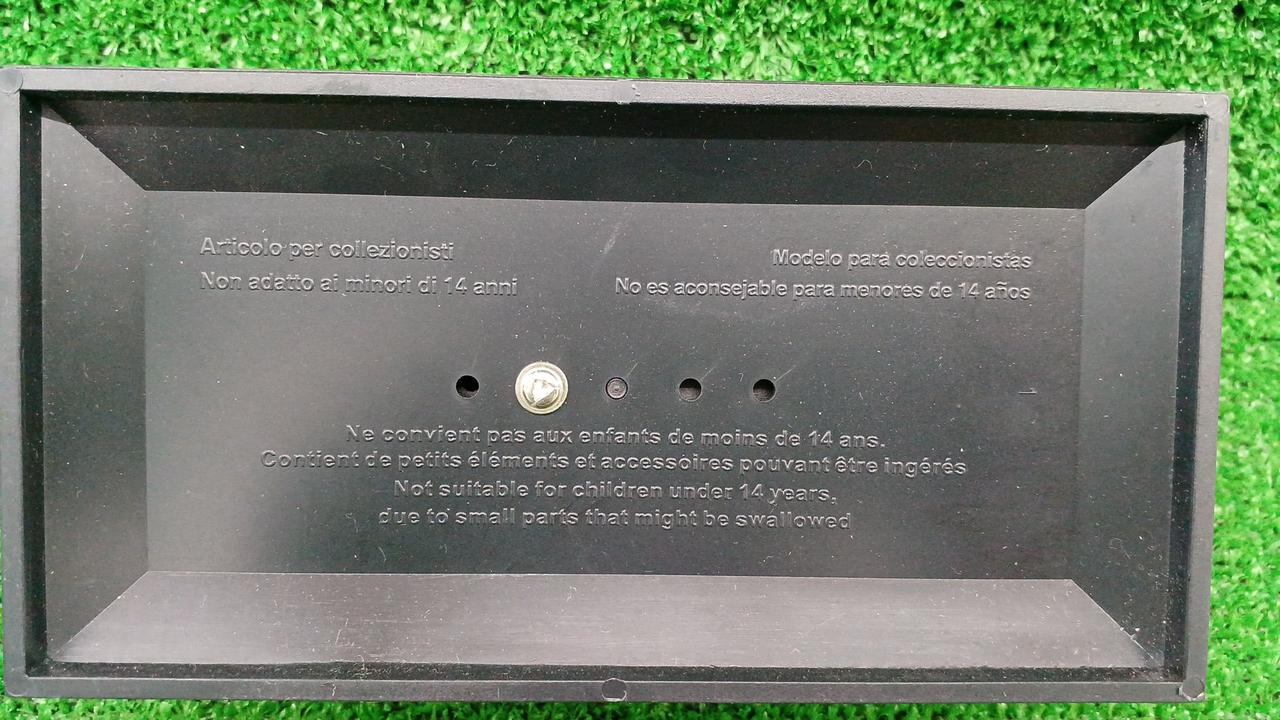 Articolo per collezionisti
Non adatto ai minori di 14 anni
Modelo para coleccionistas
No es aconsejable para menores de 14 años
Ne convient pas aux enfants de moins de 14 ans.
Contient de petits éléments et accessoires pouvant être ingérés
Not suitable for children under 14 years,
due to small parts that might be swallowed